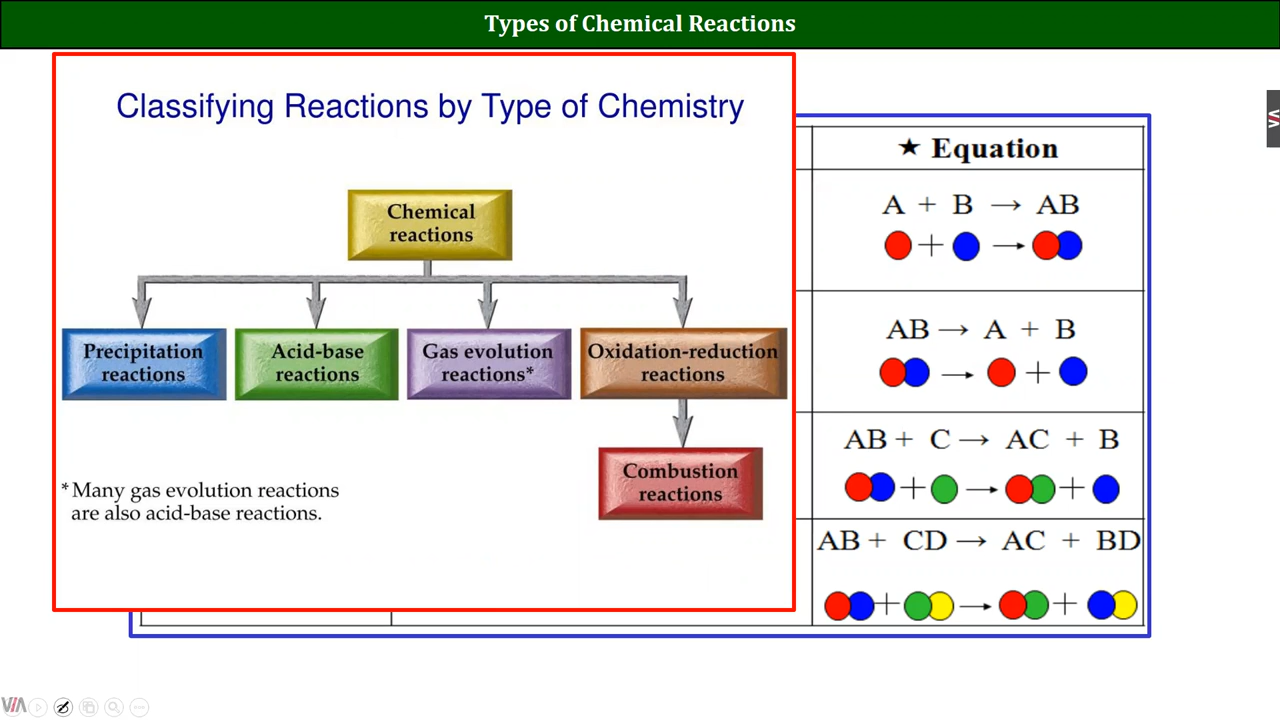 Types of Chemical Reactions
Classifying Reactions by Type of Chemistry
Chemical
reactions
Precipitation
reactions
Acid-base
reactions
Gas evolution
reactions*
Oxidation-reduction
reactions
Combustion
reactions
* Many gas evolution reactions
are also acid-base reactions.
★ Equation
A + B → AB
+ →
AB → A + B
→ +
AB + C → AC + B
+ → +
AB + CD → AC + BD
+ → +
VIA
VIA